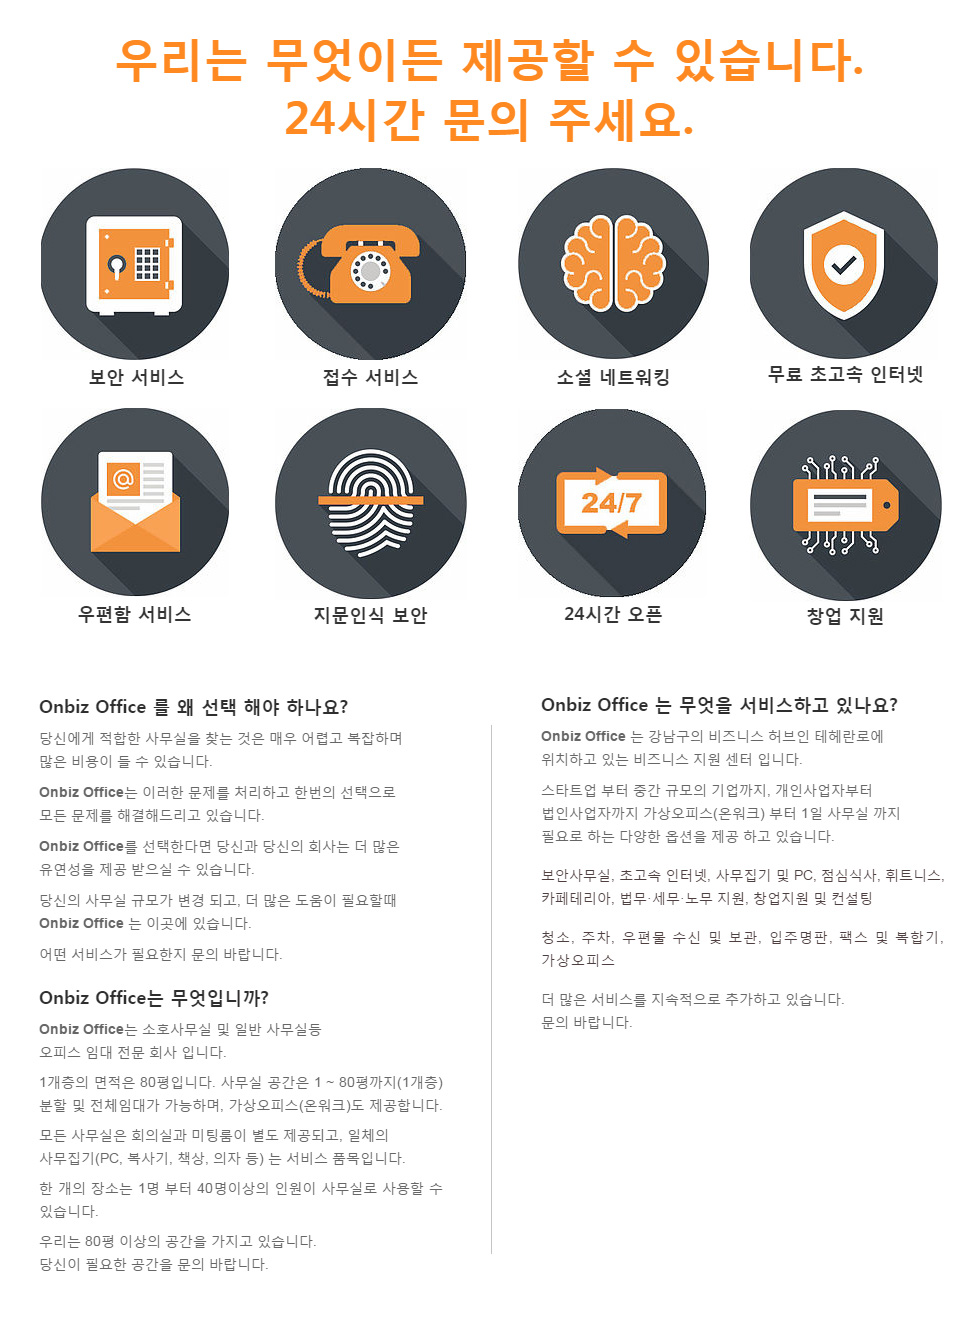 우리는 무엇이든 제공할 수 있습니다.
24시간 문의 주세요.
보안 서비스
접수 서비스
소셜 네트워킹
무료 초고속 인터넷
@
24/7
우편함 서비스
지문인식 보안
24시간 오픈
창업 지원
Onbiz Office 를 왜 선택 해야 하나요?
당신에게 적합한 사무실을 찾는 것은 매우 어렵고 복잡하며
많은 비용이 들 수 있습니다.
Onbiz Office는 이러한 문제를 처리하고 한번의 선택으로
모든 문제를 해결해드리고 있습니다.
Onbiz Office를 선택한다면 당신과 당신의 회사는 더 많은
유연성을 제공 받으실 수 있습니다.
당신의 사무실 규모가 변경 되고, 더 많은 도움이 필요할때
Onbiz Office 는 이곳에 있습니다.
어떤 서비스가 필요한지 문의 바랍니다.
Onbiz Office는 무엇입니까?
Onbiz Office는 소호사무실 및 일반 사무실등
오피스 임대 전문 회사 입니다.
1개층의 면적은 80평입니다. 사무실 공간은 1 ~ 80평까지(1개층)
분할 및 전체임대가 가능하며, 가상오피스(온워크)도 제공합니다.
모든 사무실은 회의실과 미팅룸이 별도 제공되고, 일체의
사무집기(PC, 복사기, 책상, 의자 등) 는 서비스 품목입니다.
한 개의 장소는 1명 부터 40명이상의 인원이 사무실로 사용할 수
있습니다.
우리는 80평 이상의 공간을 가지고 있습니다.
당신이 필요한 공간을 문의 바랍니다.
Onbiz Office 는 무엇을 서비스하고 있나요?
Onbiz Office 는 강남구의 비즈니스 허브인 테헤란로에
위치하고 있는 비즈니스 지원 센터 입니다.
스타트업 부터 중간 규모의 기업까지, 개인사업자부터
법인사업자까지 가상오피스(온워크) 부터 1일 사무실 까지
필요로 하는 다양한 옵션을 제공 하고 있습니다.
보안사무실, 초고속 인터넷, 사무집기 및 PC, 점심식사, 휘트니스,
카페테리아, 법무·세무·노무 지원, 창업지원 및 컨설팅
청소, 주차, 우편물 수신 및 보관, 입주명판, 팩스 및 복합기,
가상오피스
더 많은 서비스를 지속적으로 추가하고 있습니다.
문의 바랍니다.